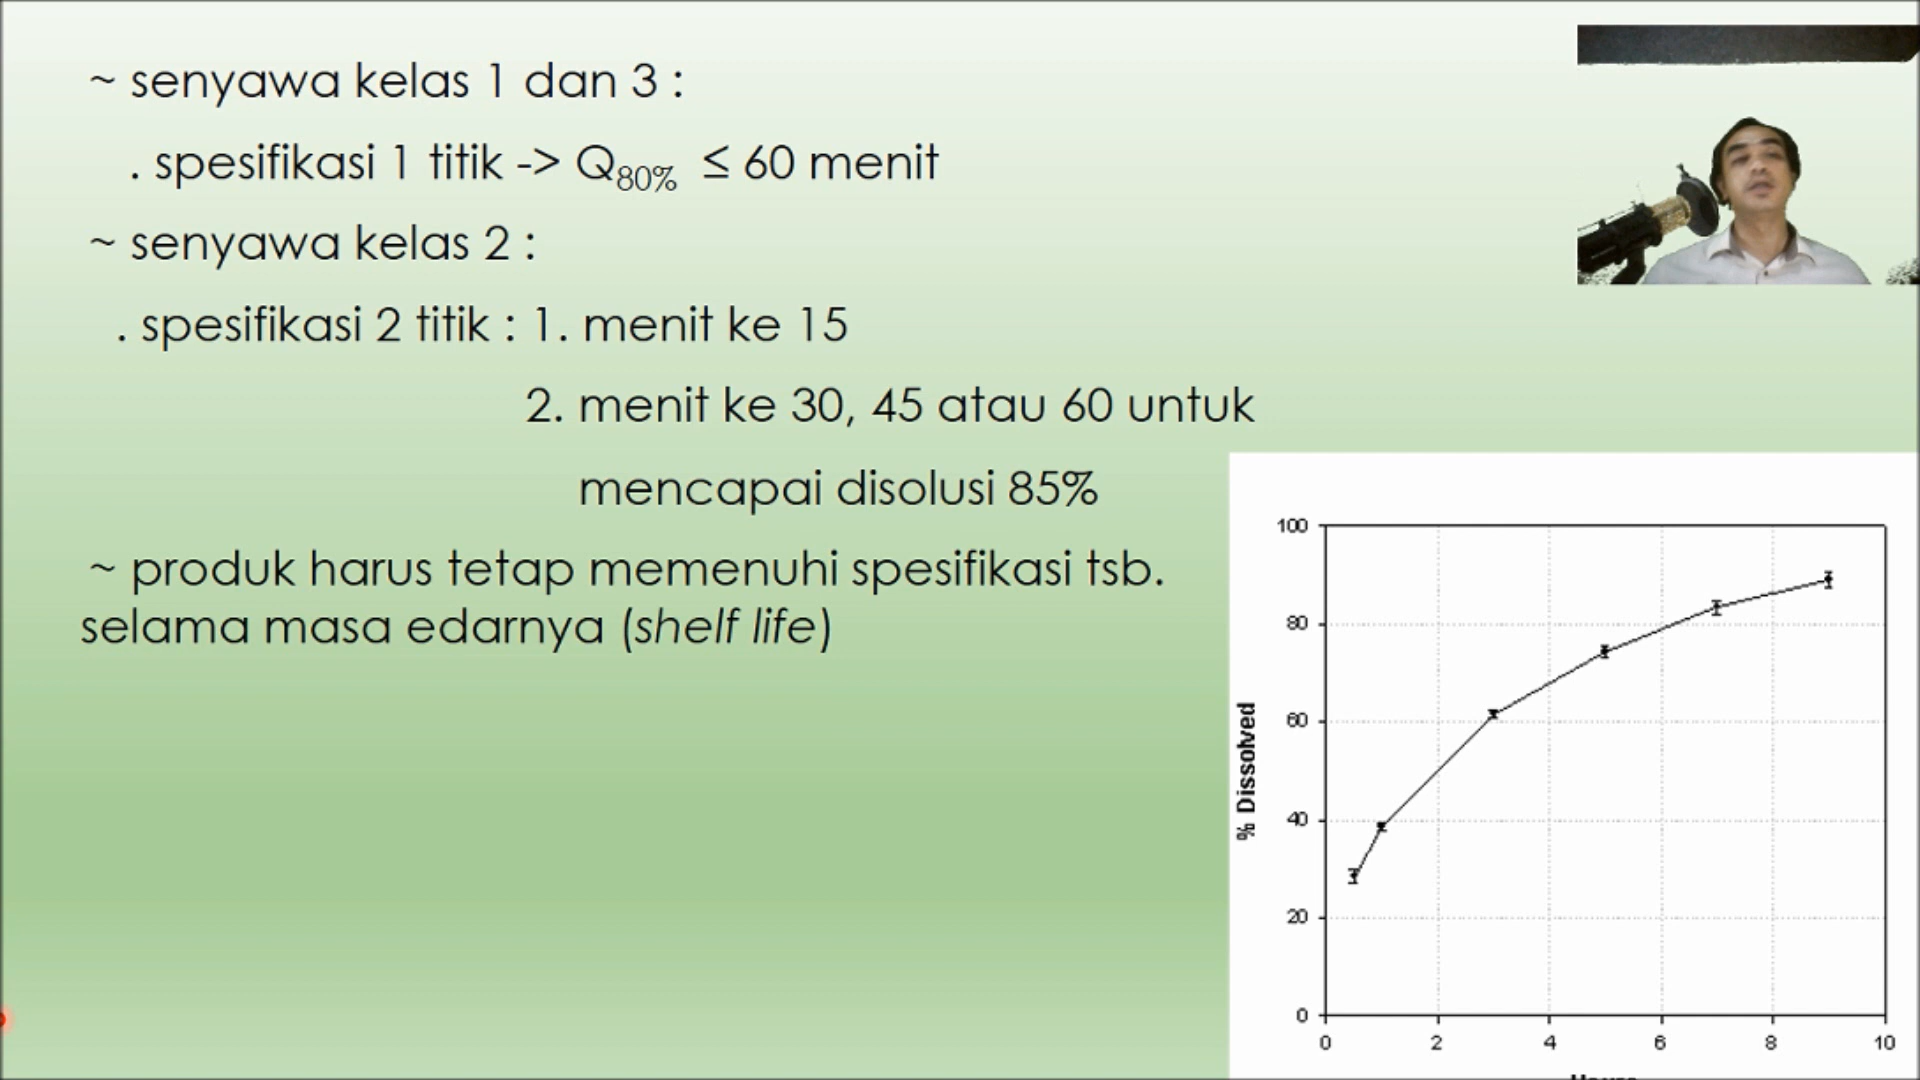 ~ senyawa kelas 1 dan 3 :
. spesifikasi 1 titik -> Q80% ≤ 60 menit
~ senyawa kelas 2 :
. spesifikasi 2 titik : 1. menit ke 15
2. menit ke 30, 45 atau 60 untuk
mencapai disolusi 85%
~ produk harus tetap memenuhi spesifikasi tsb.
selama masa edarnya (shelf life)
% Dissolved
100
80
60
40
20
0
0 2 4 6 8 10